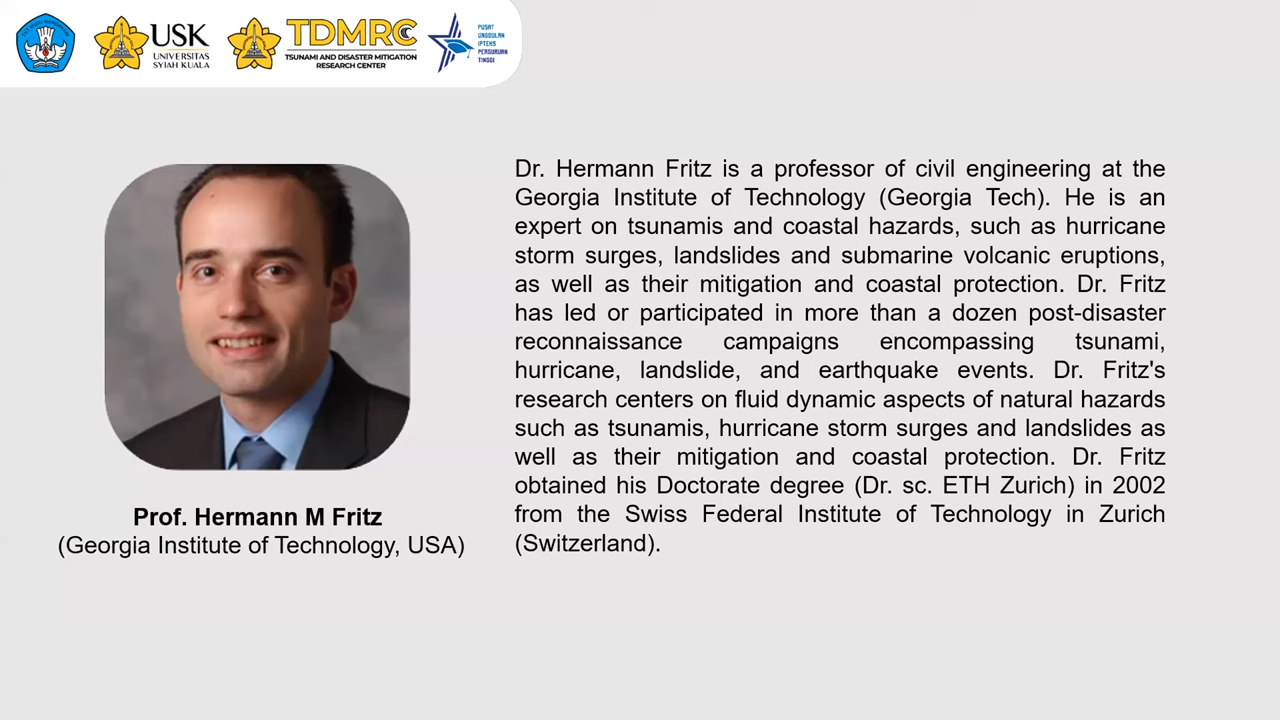 USK
UNIVERSITAS
SYIAH KUALA
TDMRC
TSUNAMI AND DISASTER MITIGATION
RESEARCH CENTER
PUSAT
UNGGULAN
IPTEKS
PERGURUAN
TINGGI
Dr. Hermann Fritz is a professor of civil engineering at the
Georgia Institute of Technology (Georgia Tech). He is an
expert on tsunamis and coastal hazards, such as hurricane
storm surges, landslides and submarine volcanic eruptions,
as well as their mitigation and coastal protection. Dr. Fritz
has led or participated in more than a dozen post-disaster
reconnaissance campaigns encompassing tsunami,
hurricane, landslide, and earthquake events. Dr. Fritz's
research centers on fluid dynamic aspects of natural hazards
such as tsunamis, hurricane storm surges and landslides as
well as their mitigation and coastal protection. Dr. Fritz
obtained his Doctorate degree (Dr. sc. ETH Zurich) in 2002
from the Swiss Federal Institute of Technology in Zurich
(Switzerland).
Prof. Hermann M Fritz
(Georgia Institute of Technology, USA)